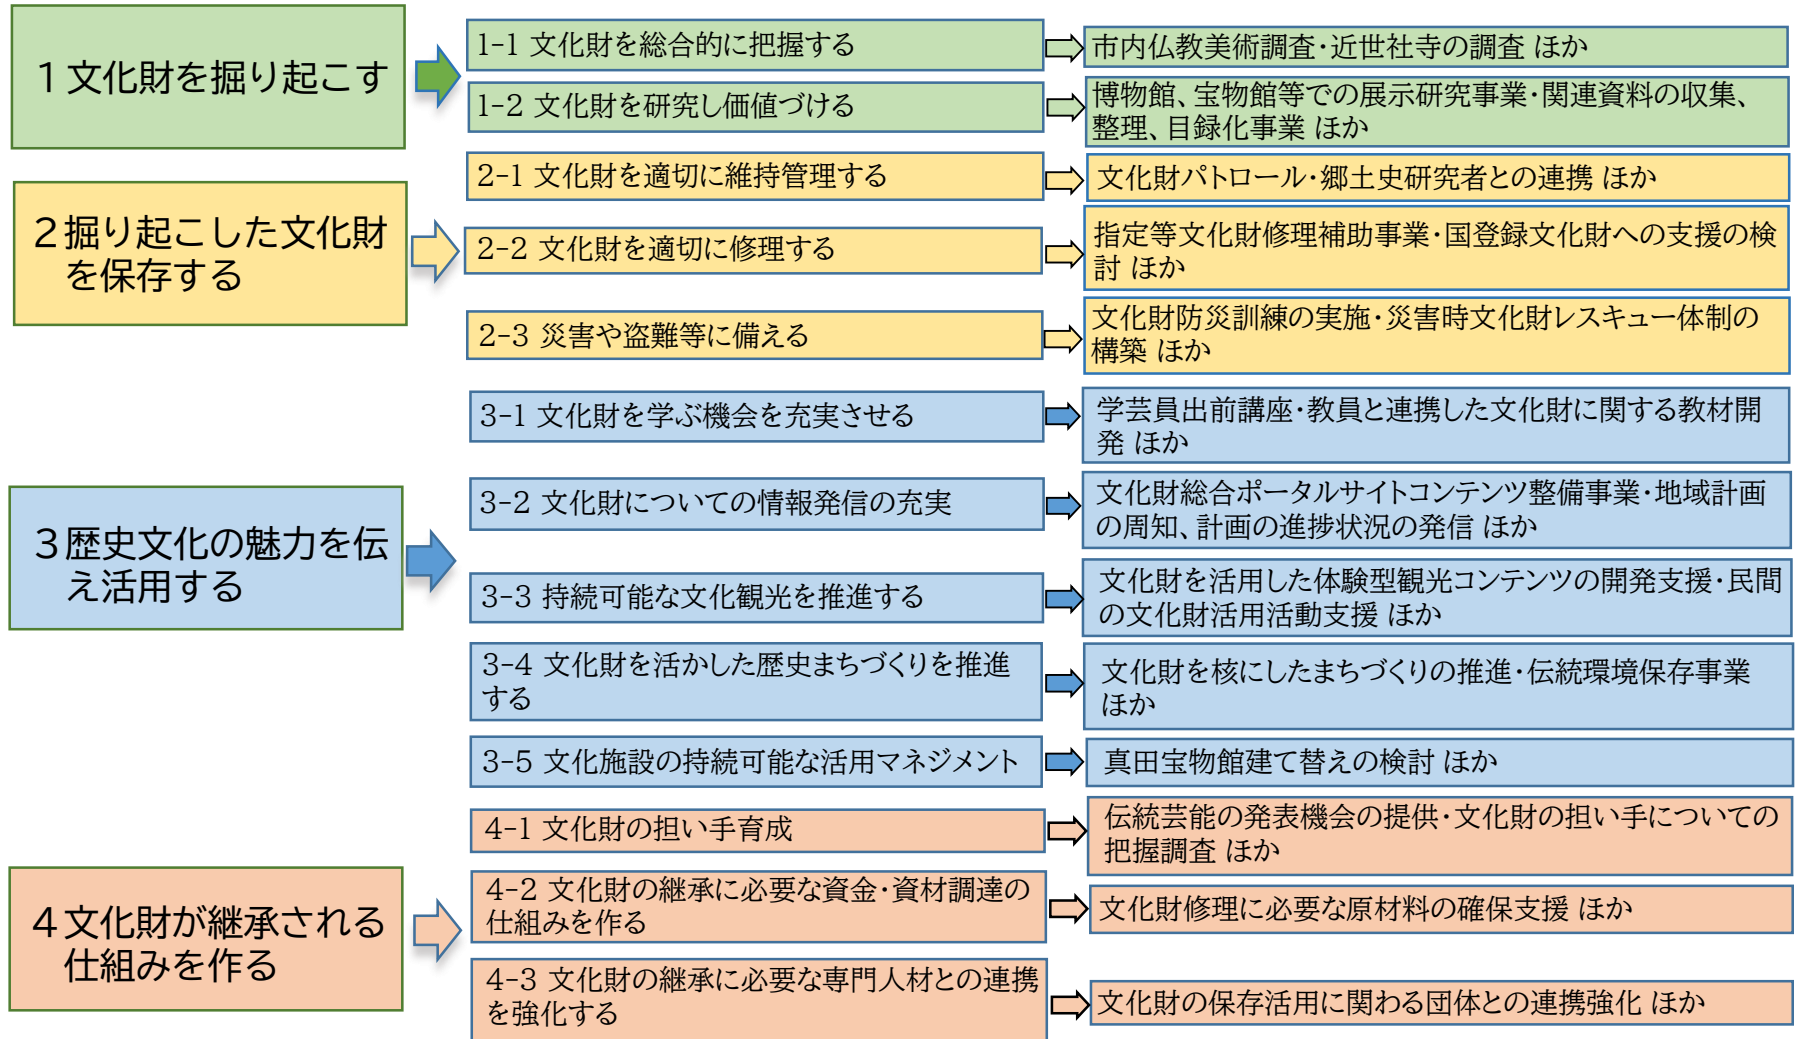 1文化財を掘り起こす
1-1 文化財を総合的に把握する
市内仏教美術調査・近世社寺の調査 ほか
1-2 文化財を研究し価値づける
博物館、宝物館等での展示研究事業・関連資料の収集、
整理、目録化事業 ほか
2掘り起こした文化財
を保存する
2-1 文化財を適切に維持管理する
文化財パトロール・郷土史研究者との連携 ほか
2-2 文化財を適切に修理する
指定等文化財修理補助事業・国登録文化財への支援の検
討 ほか
2-3 災害や盗難等に備える
文化財防災訓練の実施・災害時文化財レスキュー体制の
構築 ほか
3歴史文化の魅力を伝
え活用する
3-1 文化財を学ぶ機会を充実させる
学芸員出前講座・教員と連携した文化財に関する教材開
発 ほか
3-2 文化財についての情報発信の充実
文化財総合ポータルサイトコンテンツ整備事業・地域計画
の周知、計画の進捗状況の発信 ほか
3-3 持続可能な文化観光を推進する
文化財を活用した体験型観光コンテンツの開発支援・民間
の文化財活用活動支援 ほか
3-4 文化財を活かした歴史まちづくりを推進
する
文化財を核にしたまちづくりの推進・伝統環境保存事業
ほか
3-5 文化施設の持続可能な活用マネジメント
真田宝物館建て替えの検討 ほか
4文化財が継承される
仕組みを作る
4-1 文化財の担い手育成
伝統芸能の発表機会の提供・文化財の担い手についての
把握調査 ほか
4-2 文化財の継承に必要な資金・資材調達の
仕組みを作る
文化財修理に必要な原材料の確保支援 ほか
4-3 文化財の継承に必要な専門人材との連携
を強化する
文化財の保存活用に関わる団体との連携強化 ほか